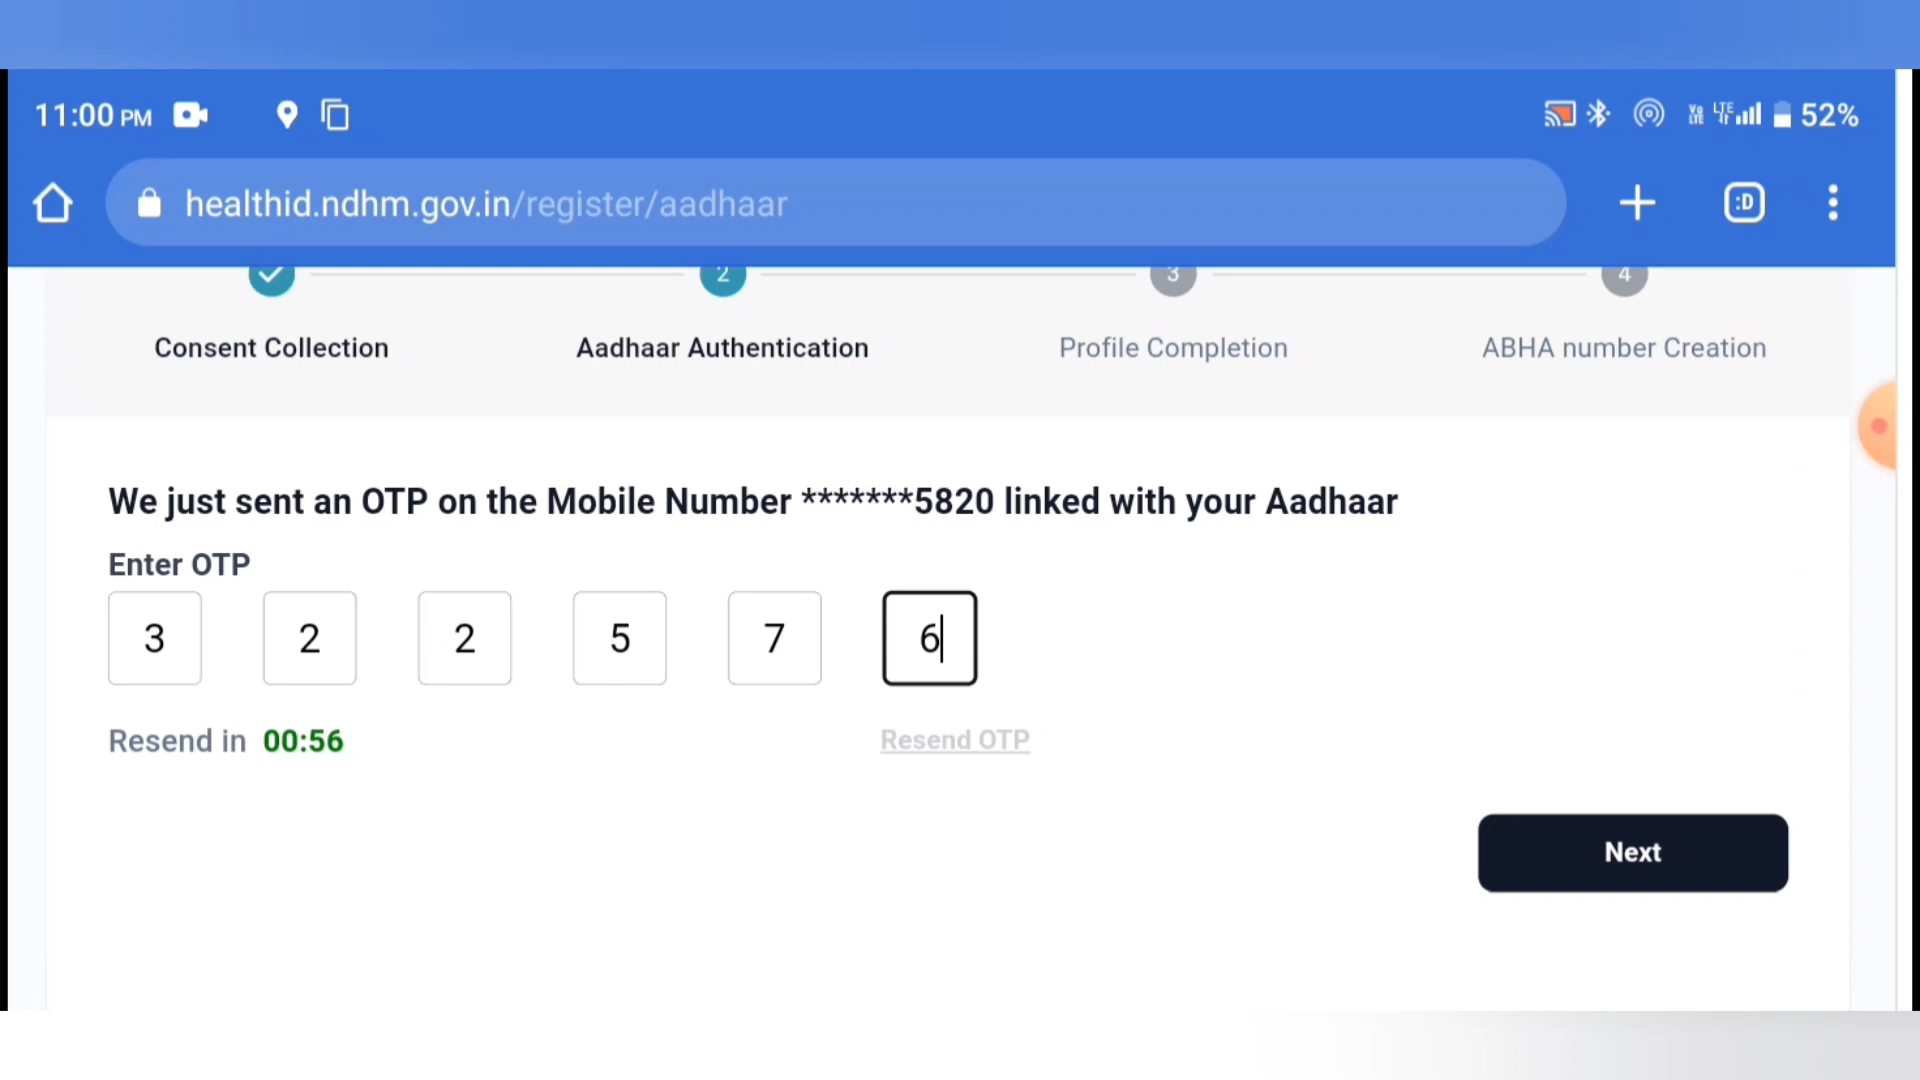 11:00 PM
52%
healthid.ndhm.gov.in/register/aadhaar
:D
2
3
4
Consent Collection
Aadhaar Authentication
Profile Completion
ABHA number Creation
We just sent an OTP on the Mobile Number *******5820 linked with your Aadhaar
Enter OTP
3 2 2 5 7 6
Resend in 00:56
Resend OTP
Next